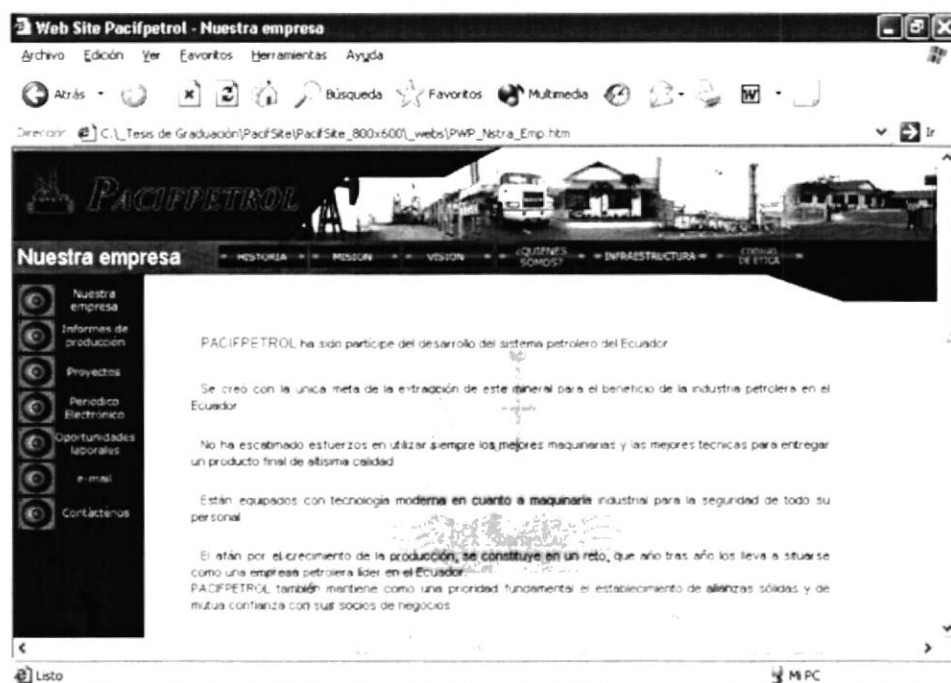 Web Site Pacifpetrol - Nuestra empresa
Archivo Edición Ver Favoritos Herramientas Ayuda
Atrás Búsqueda Favoritos Multimedia
Dirección C:\_Tesis de Graduación\PacifSite\PacifSite_800x600\_webs\PWP_Nstra_Emp.htm Ir
PACIFPETROL
Nuestra empresa HISTORIA MISION VISION ¿QUIENES SOMOS? INFRAESTRUCTURA CODIGO DE ETICA
Nuestra
empresa
Informes de
producción
Proyectos
Periodico
Electrónico
Oportunidades
laborales
e-mail
Contáctenos
PACIFPETROL ha sido participe del desarrollo del sistema petrolero del Ecuador
Se creó con la unica meta de la extracción de este mineral para el beneficio de la industria petrolera en el
Ecuador
No ha escatimado esfuerzos en utilizar siempre los mejores maquinarias y las mejores tecnicas para entregar
un producto final de altisima calidad
Están equipados con tecnologia moderna en cuanto a maquinaria industrial para la seguridad de todo su
personal
El afán por el crecimiento de la producción, se constituye en un reto, que año tras año los lleva a situarse
como una empresa petrolera lider en el Ecuador.
PACIFPETROL también mantiene como una prioridad fundamental el establecimiento de alianzas sólidas y de
mutua confianza con sus socios de negocios
Listo Mi PC